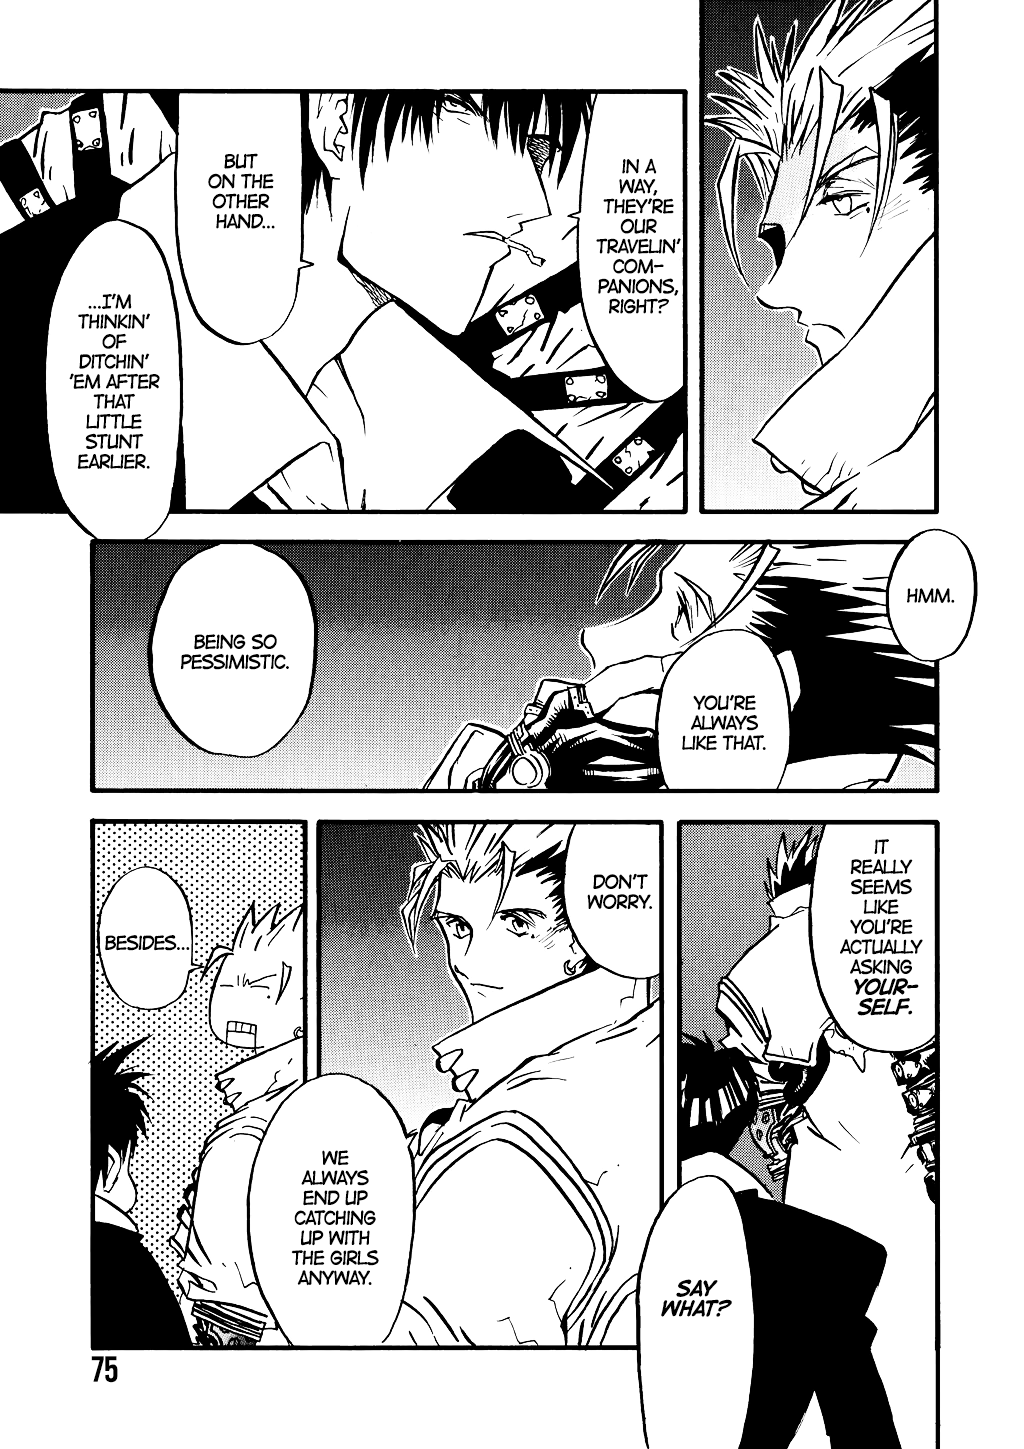 IN A
WAY,
THEY'RE
OUR
TRAVELIN'
COM-
PANIONS,
RIGHT?
BUT
ON THE
OTHER
HAND...
...I'M
THINKIN'
OF
DITCHIN'
'EM AFTER
THAT
LITTLE
STUNT
EARLIER.
HMM.
YOU'RE
ALWAYS
LIKE THAT.
BEING SO
PESSIMISTIC.
IT
REALLY
SEEMS
LIKE
YOU'RE
ACTUALLY
ASKING
YOUR-
SELF.
SAY
WHAT?
DON'T
WORRY.
WE
ALWAYS
END UP
CATCHING
UP WITH
THE GIRLS
ANYWAY.
BESIDES...
75